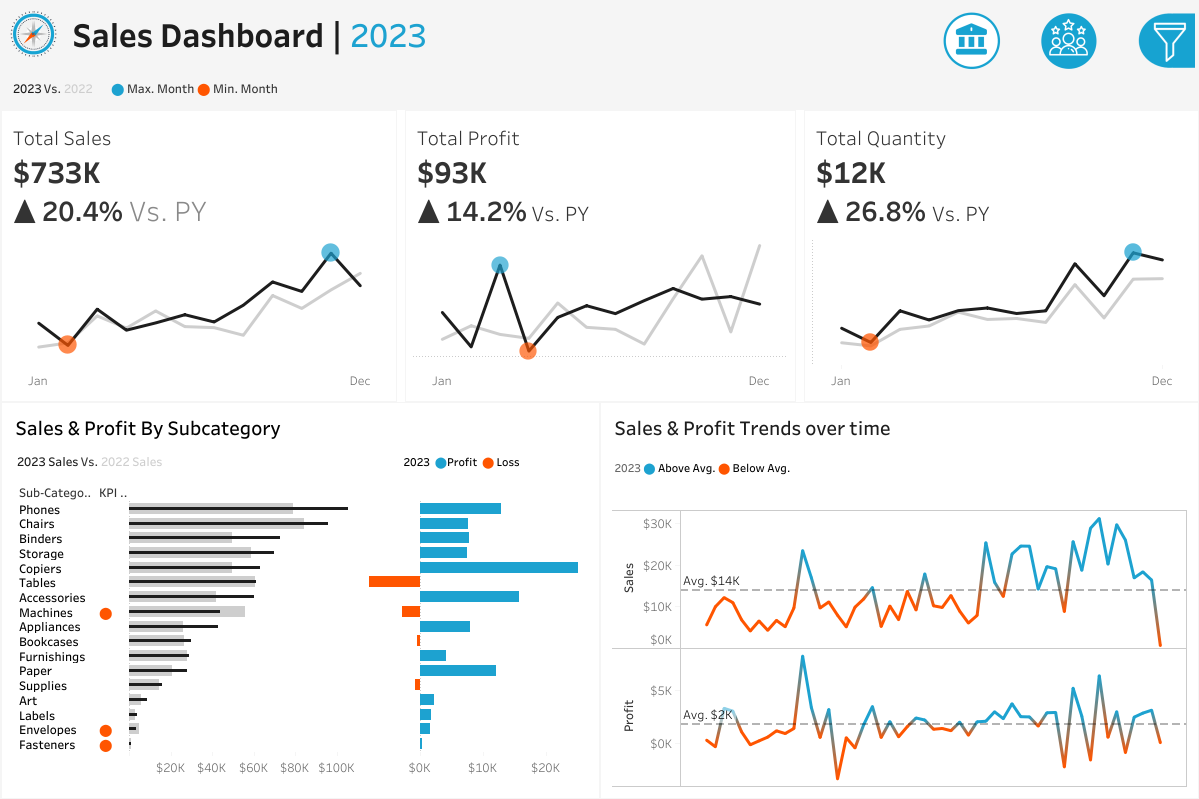 Sales Dashboard | 2023
2023 Vs. 2022 Max. Month Min. Month
Total Sales
$733K
▲ 20.4% Vs. PY
Jan Dec
Total Profit
$93K
▲ 14.2% Vs. PY
Jan Dec
Total Quantity
$12K
▲ 26.8% Vs. PY
Jan Dec
Sales & Profit By Subcategory
2023 Sales Vs. 2022 Sales
2023 Profit Loss
Sub-Catego.. KPI ..
Phones
Chairs
Binders
Storage
Copiers
Tables
Accessories
Machines
Appliances
Bookcases
Furnishings
Paper
Supplies
Art
Labels
Envelopes
Fasteners
$20K $40K $60K $80K $100K
$0K $10K $20K
Sales & Profit Trends over time
2023 Above Avg. Below Avg.
Sales
$30K
$20K
Avg. $14K
$10K
$0K
Profit
$5K
Avg. $2K
$0K